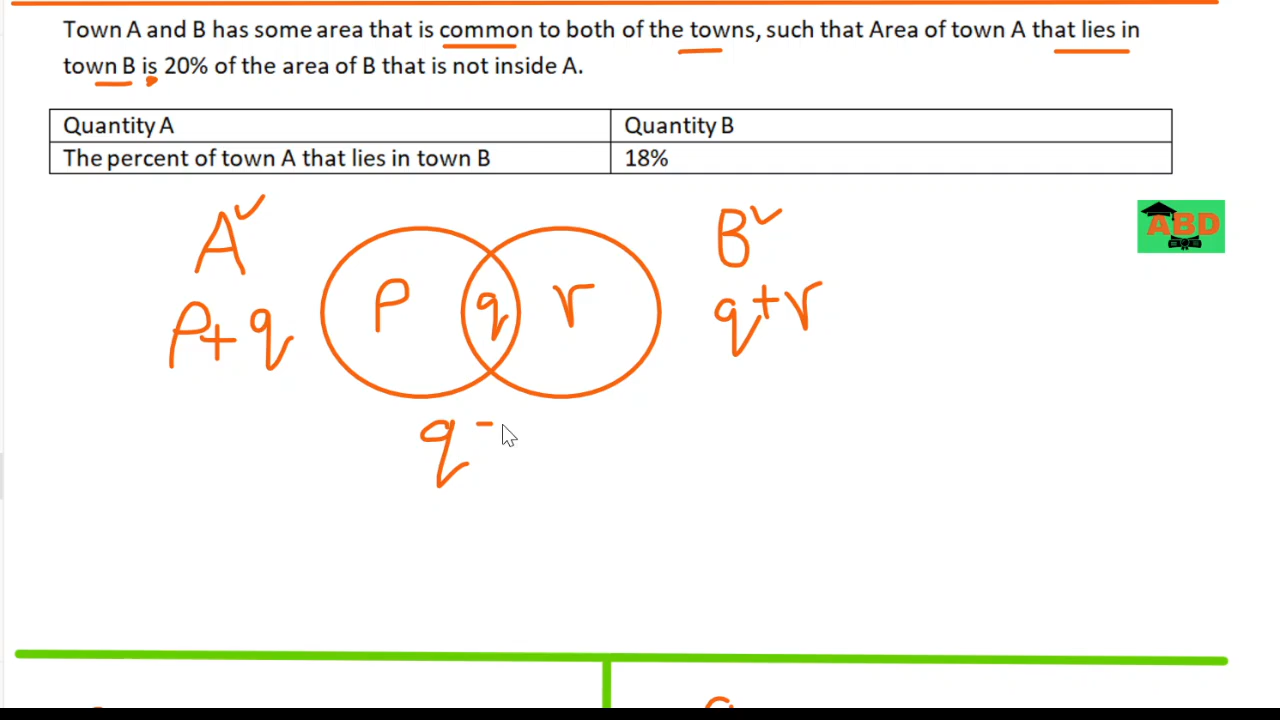 Town A and B has some area that is common to both of the towns, such that Area of town A that lies in
town B is 20% of the area of B that is not inside A.
Quantity A Quantity B
The percent of town A that lies in town B 18%
A B
ABD
P q r
P+q q+r
q =